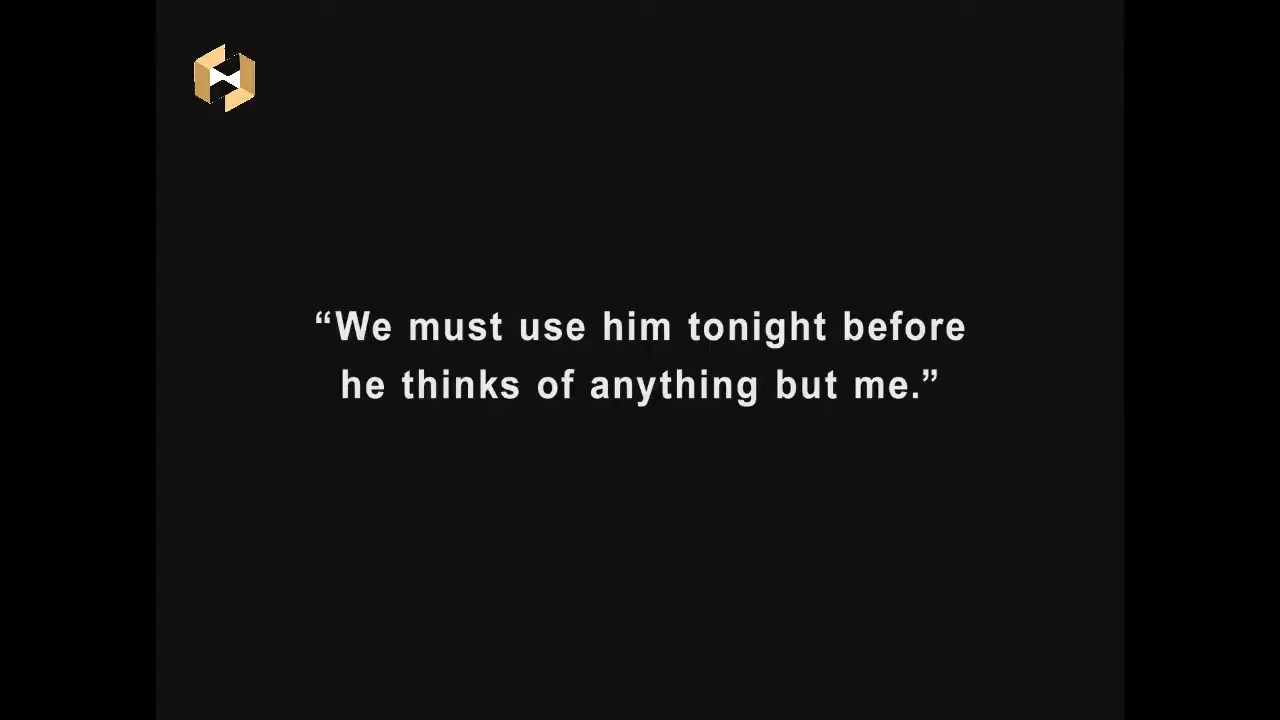 “We must use him tonight before
he thinks of anything but me.”